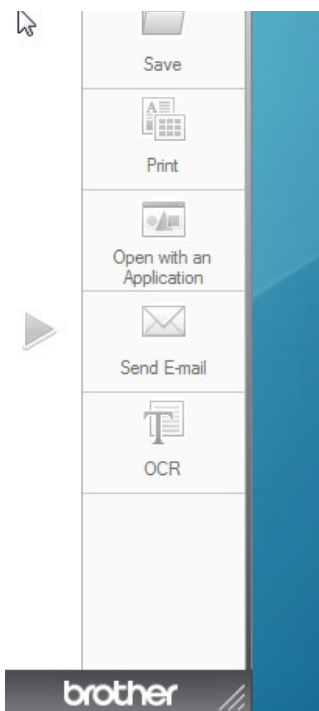 Save
Print
Open with an
Application
Send E-mail
OCR
brother